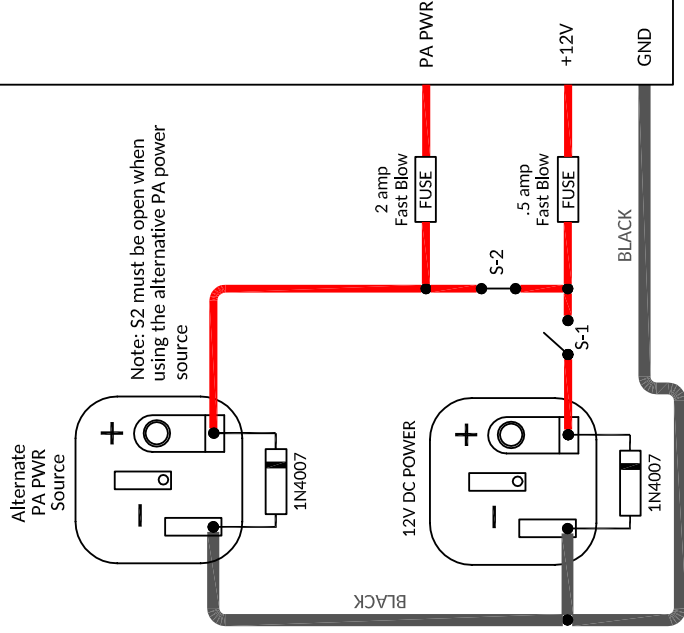 PA PWR
+12V
GND
2 amp
Fast Blow
FUSE
.5 amp
Fast Blow
FUSE
BLACK
Note: S2 must be open when
using the alternative PA power
source
S-2
S-1
Alternate
PA PWR
Source
+
−
1N4007
12V DC POWER
+
−
1N4007
BLACK